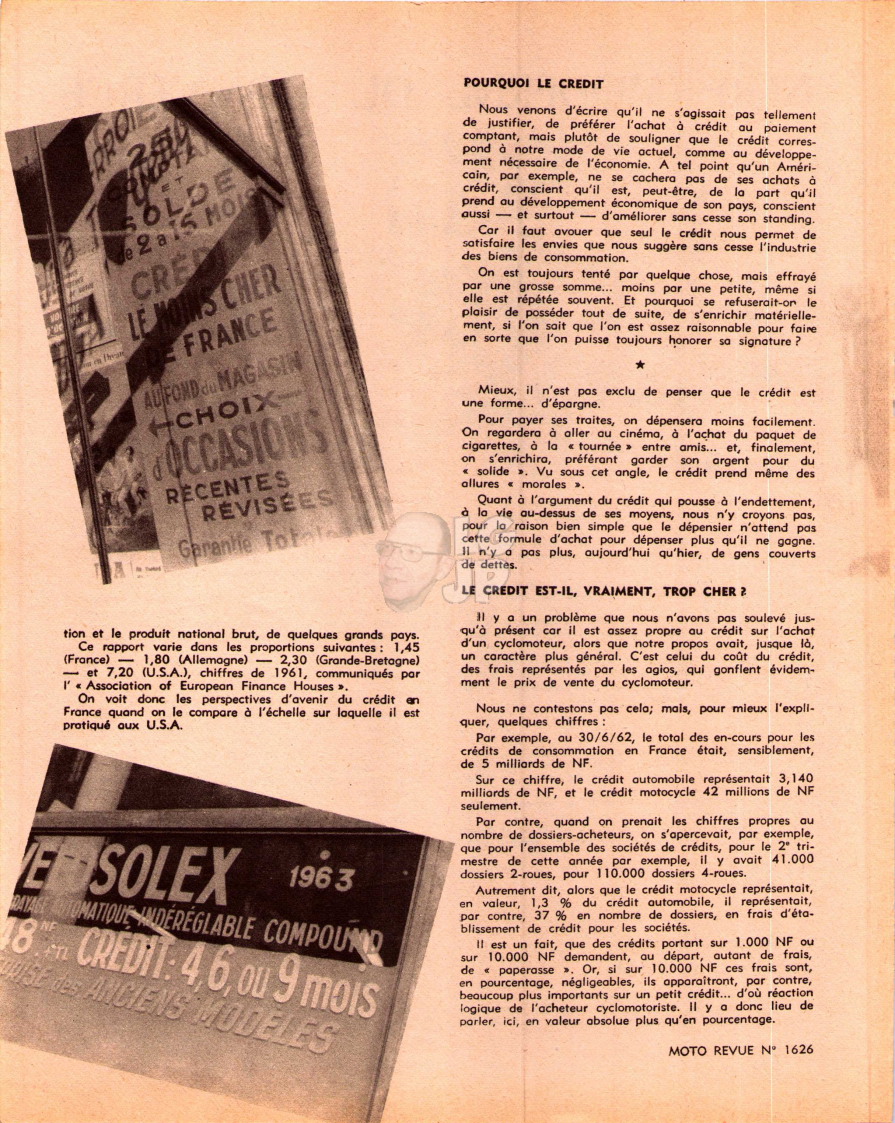 250
COMPTANT
ET
SOLDE
de 2 à 15 MOIS
CRÉDIT
LE MOINS CHER
DE FRANCE
AU FOND du MAGASIN
CHOIX
d'OCCASIONS
RÉCENTES
RÉVISÉES
Garantie Totale
tion et le produit national brut, de quelques grands pays.
Ce rapport varie dans les proportions suivantes : 1,45
(France) — 1,80 (Allemagne) — 2,30 (Grande-Bretagne)
— et 7,20 (U.S.A.), chiffres de 1961, communiqués par
l' « Association of European Finance Houses ».
On voit donc les perspectives d'avenir du crédit en
France quand on le compare à l'échelle sur laquelle il est
pratiqué aux U.S.A.
SOLEX 1963
AUTOMATIQUE INDÉRÉGLABLE COMPOUND
48 NF
CRÉDIT: 4,6, ou 9 mois
ANCIENS MODÈLES
POURQUOI LE CREDIT
Nous venons d'écrire qu'il ne s'agissait pas tellement
de justifier, de préférer l'achat à crédit au paiement
comptant, mais plutôt de souligner que le crédit corres-
pond à notre mode de vie actuel, comme au développe-
ment nécessaire de l'économie. A tel point qu'un Améri-
cain, par exemple, ne se cachera pas de ses achats à
crédit, conscient qu'il est, peut-être, de la part qu'il
prend au développement économique de son pays, conscient
aussi — et surtout — d'améliorer sans cesse son standing.
Car il faut avouer que seul le crédit nous permet de
satisfaire les envies que nous suggère sans cesse l'industrie
des biens de consommation.
On est toujours tenté par quelque chose, mais effrayé
par une grosse somme... moins par une petite, même si
elle est répétée souvent. Et pourquoi se refuserait-on le
plaisir de posséder tout de suite, de s'enrichir matérielle-
ment, si l'on sait que l'on est assez raisonnable pour faire
en sorte que l'on puisse toujours honorer sa signature ?
★
Mieux, il n'est pas exclu de penser que le crédit est
une forme... d'épargne.
Pour payer ses traites, on dépensera moins facilement.
On regardera à aller au cinéma, à l'achat du paquet de
cigarettes, à la « tournée » entre amis... et, finalement,
on s'enrichira, préférant garder son argent pour du
« solide ». Vu sous cet angle, le crédit prend même des
allures « morales ».
Quant à l'argument du crédit qui pousse à l'endettement,
à la vie au-dessus de ses moyens, nous n'y croyons pas,
pour la raison bien simple que le dépensier n'attend pas
cette formule d'achat pour dépenser plus qu'il ne gagne.
Il n'y a pas plus, aujourd'hui qu'hier, de gens couverts
de dettes.
LE CREDIT EST-IL, VRAIMENT, TROP CHER ?
Il y a un problème que nous n'avons pas soulevé jus-
qu'à présent car il est assez propre au crédit sur l'achat
d'un cyclomoteur, alors que notre propos avait, jusque là,
un caractère plus général. C'est celui du coût du crédit,
des frais représentés par les agios, qui gonflent évidem-
ment le prix de vente du cyclomoteur.
Nous ne contestons pas cela; mais, pour mieux l'expli-
quer, quelques chiffres :
Par exemple, au 30/6/62, le total des en-cours pour les
crédits de consommation en France était, sensiblement,
de 5 milliards de NF.
Sur ce chiffre, le crédit automobile représentait 3,140
milliards de NF, et le crédit motocycle 42 millions de NF
seulement.
Par contre, quand on prenait les chiffres propres au
nombre de dossiers-acheteurs, on s'apercevait, par exemple,
que pour l'ensemble des sociétés de crédits, pour le 2e tri-
mestre de cette année par exemple, il y avait 41.000
dossiers 2-roues, pour 110.000 dossiers 4-roues.
Autrement dit, alors que le crédit motocycle représentait,
en valeur, 1,3 % du crédit automobile, il représentait,
par contre, 37 % en nombre de dossiers, en frais d'éta-
blissement de crédit pour les sociétés.
Il est un fait, que des crédits portant sur 1.000 NF ou
sur 10.000 NF demandent, au départ, autant de frais,
de « paperasse ». Or, si sur 10.000 NF ces frais sont,
en pourcentage, négligeables, ils apparaîtront, par contre,
beaucoup plus importants sur un petit crédit... d'où réaction
logique de l'acheteur cyclomotoriste. Il y a donc lieu de
parler, ici, en valeur absolue plus qu'en pourcentage.
MOTO REVUE N° 1626